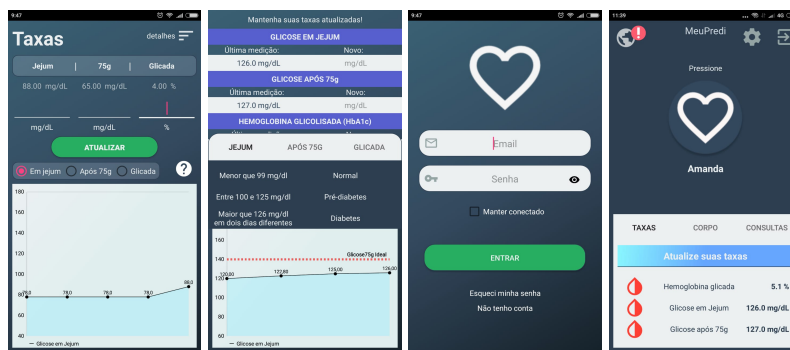 9:47
Taxas
detalhes
Jejum | 75g | Glicada
88.00 mg/dL 65.00 mg/dL 4.00 %
mg/dL mg/dL %
ATUALIZAR
Em jejum Após 75g Glicada ?
180
160
140
120
100
80
60
40
78,0 78,0 78,0 88,0
Glicose em Jejum
Mantenha suas taxas atualizadas!
GLICOSE EM JEJUM
Última medição: Novo:
126.0 mg/dL mg/dL
GLICOSE APÓS 75g
Última medição: Novo:
127.0 mg/dL mg/dL
HEMOGLOBINA GLICOLISADA (HbA1c)
JEJUM APÓS 75G GLICADA
Menor que 99 mg/dl Normal
Entre 100 e 125 mg/dl Pré-diabetes
Maior que 126 mg/dl
em dois dias diferentes Diabetes
160
140
120
100
80
60
Glicose75g Ideal
120,00 122,80 125,00 126,00
Glicose em Jejum
9:47
Email
Senha
Manter conectado
ENTRAR
Esqueci minha senha
Não tenho conta
11:39
4G
MeuPredi
Pressione
Amanda
TAXAS CORPO CONSULTAS
Atualize suas taxas
Hemoglobina glicada 5.1 %
Glicose em Jejum 126.0 mg/dL
Glicose após 75g 127.0 mg/dL